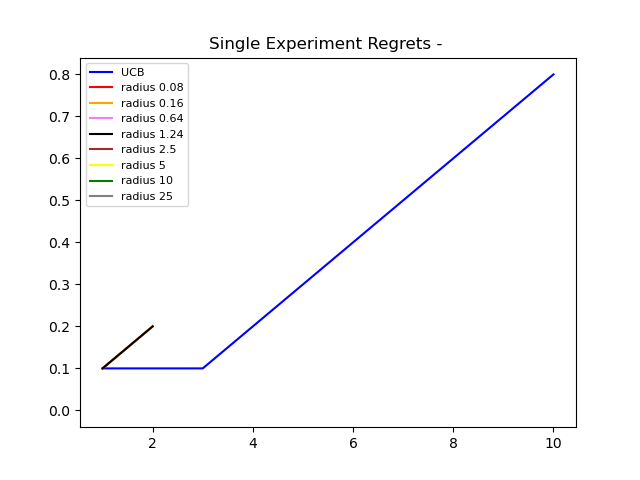 Single Experiment Regrets -
UCB
radius 0.08
radius 0.16
radius 0.64
radius 1.24
radius 2.5
radius 5
radius 10
radius 25
0.8
0.7
0.6
0.5
0.4
0.3
0.2
0.1
0.0
2 4 6 8 10